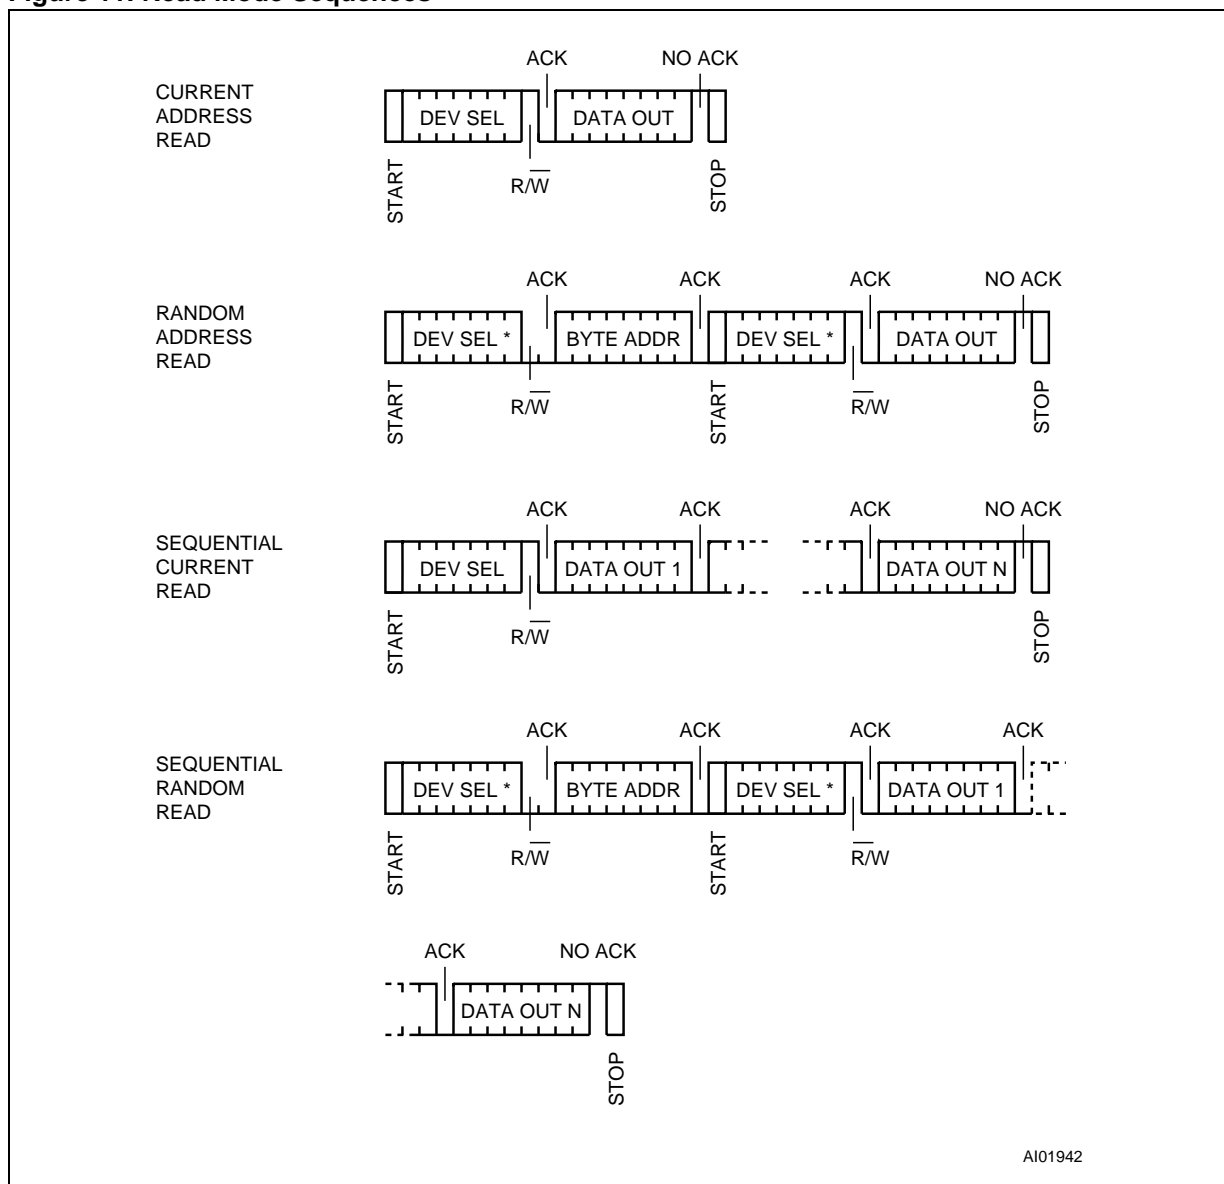 Figure Read Mode Sequences
ACK NO ACK
CURRENT
ADDRESS
READ
DEV SEL DATA OUT
START R/W̅ STOP
ACK ACK ACK NO ACK
RANDOM
ADDRESS
READ
DEV SEL * BYTE ADDR DEV SEL * DATA OUT
START R/W̅ START R̅/W STOP
ACK ACK ACK NO ACK
SEQUENTIAL
CURRENT
READ
DEV SEL DATA OUT 1 DATA OUT N
START R/W̅ STOP
ACK ACK ACK ACK
SEQUENTIAL
RANDOM
READ
DEV SEL * BYTE ADDR DEV SEL * DATA OUT 1
START R/W̅ START R̅/W
ACK NO ACK
DATA OUT N
STOP
AI01942